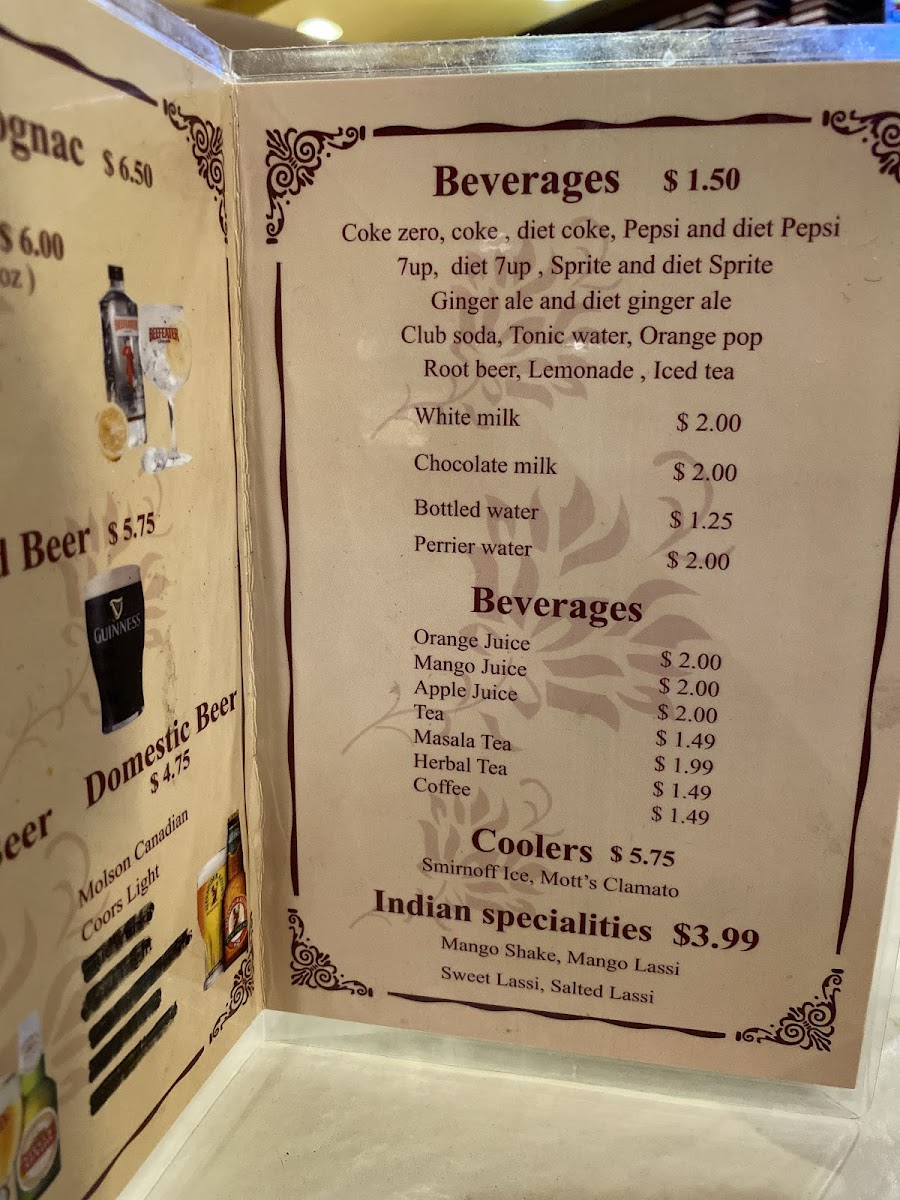 $ 6.50
$ 6.00
oz )
BEEFEATER
Beer $ 5.75
GUINNESS
Domestic Beer
$ 4.75
Molson Canadian
Coors Light
Beverages $ 1.50
Coke zero, coke , diet coke, Pepsi and diet Pepsi
7up, diet 7up , Sprite and diet Sprite
Ginger ale and diet ginger ale
Club soda, Tonic water, Orange pop
Root beer, Lemonade , Iced tea
White milk $ 2.00
Chocolate milk $ 2.00
Bottled water $ 1.25
Perrier water $ 2.00
Beverages
Orange Juice $ 2.00
Mango Juice $ 2.00
Apple Juice $ 2.00
Tea $ 1.49
Masala Tea $ 1.99
Herbal Tea $ 1.49
Coffee $ 1.49
Coolers $ 5.75
Smirnoff Ice, Mott's Clamato
Indian specialities $3.99
Mango Shake, Mango Lassi
Sweet Lassi, Salted Lassi